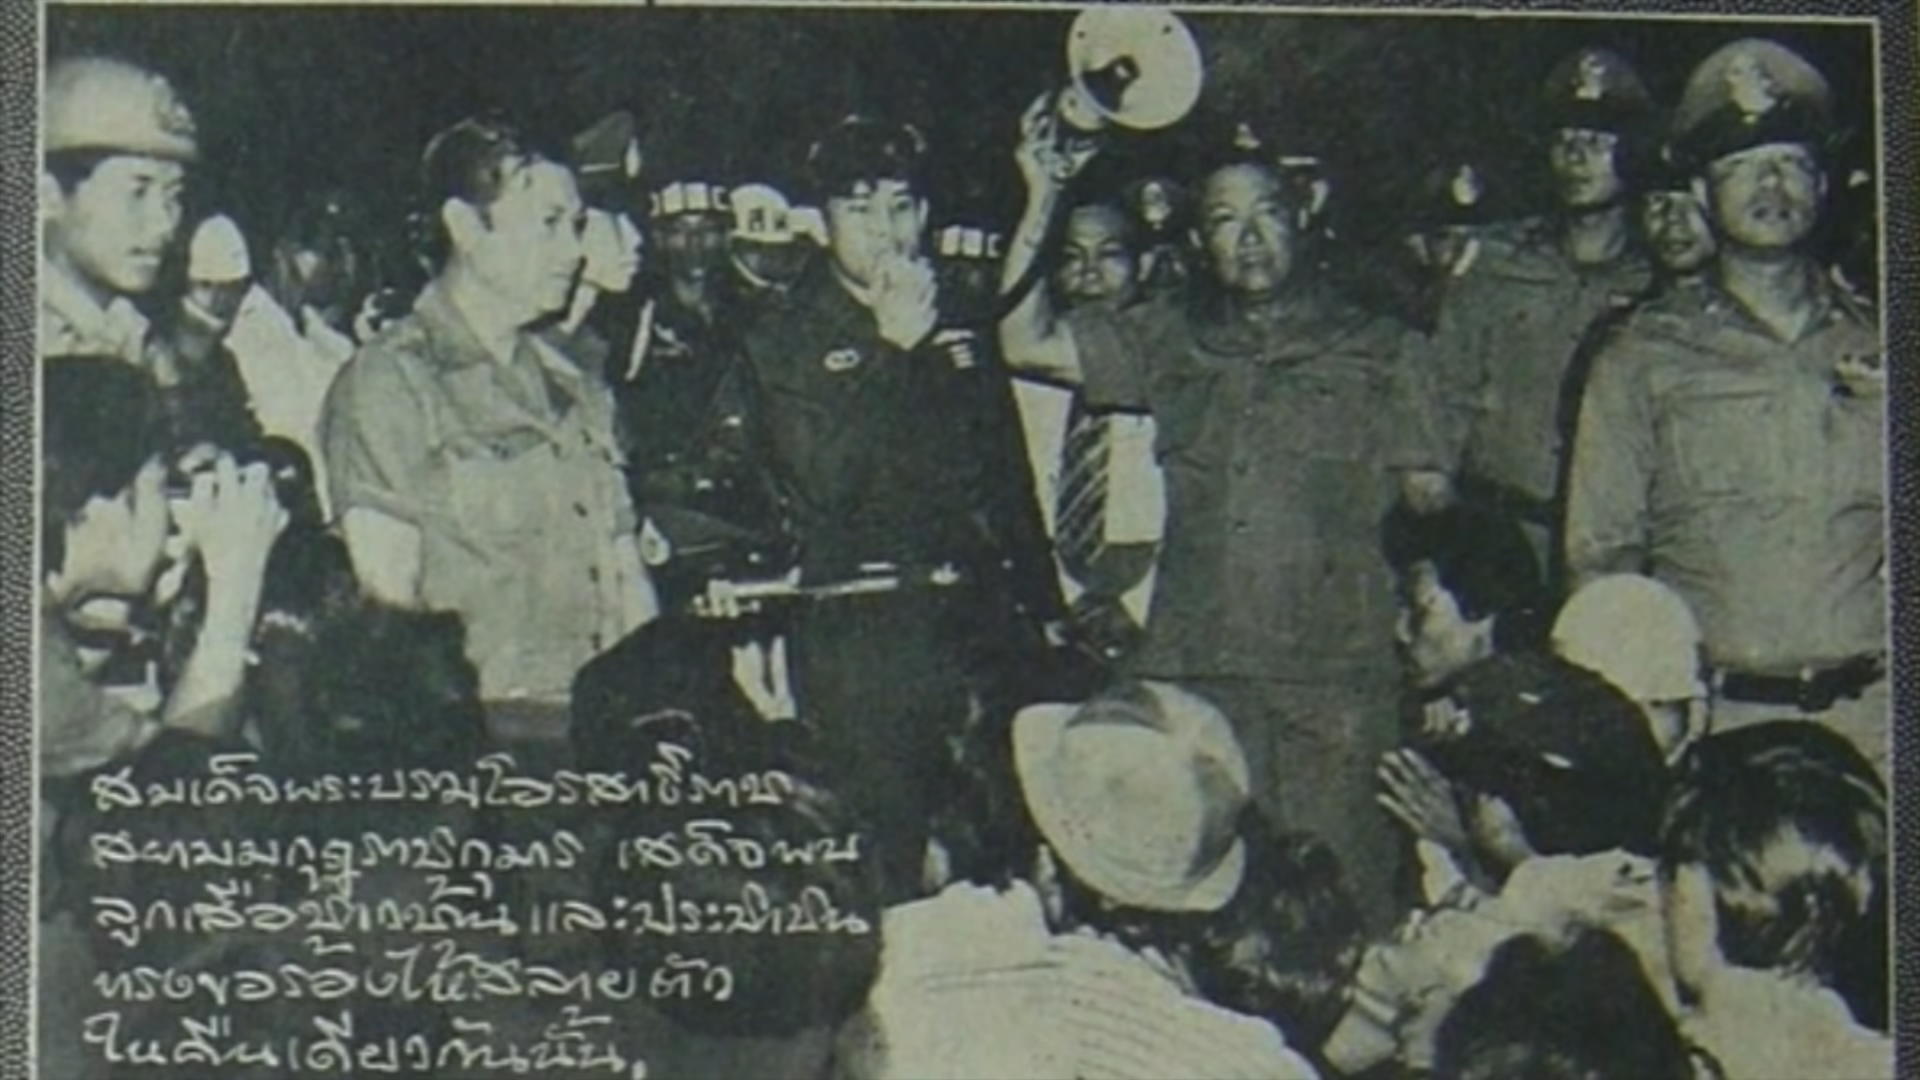 สมเด็จพระบรมโอรสาธิราช
สยามมกุฎราชกุมาร เสด็จพบ
ลูกเสือชาวบ้าน และประชาชน
ทรงขอร้องให้สลายตัว
ในคืนเดียวกันนั้น,